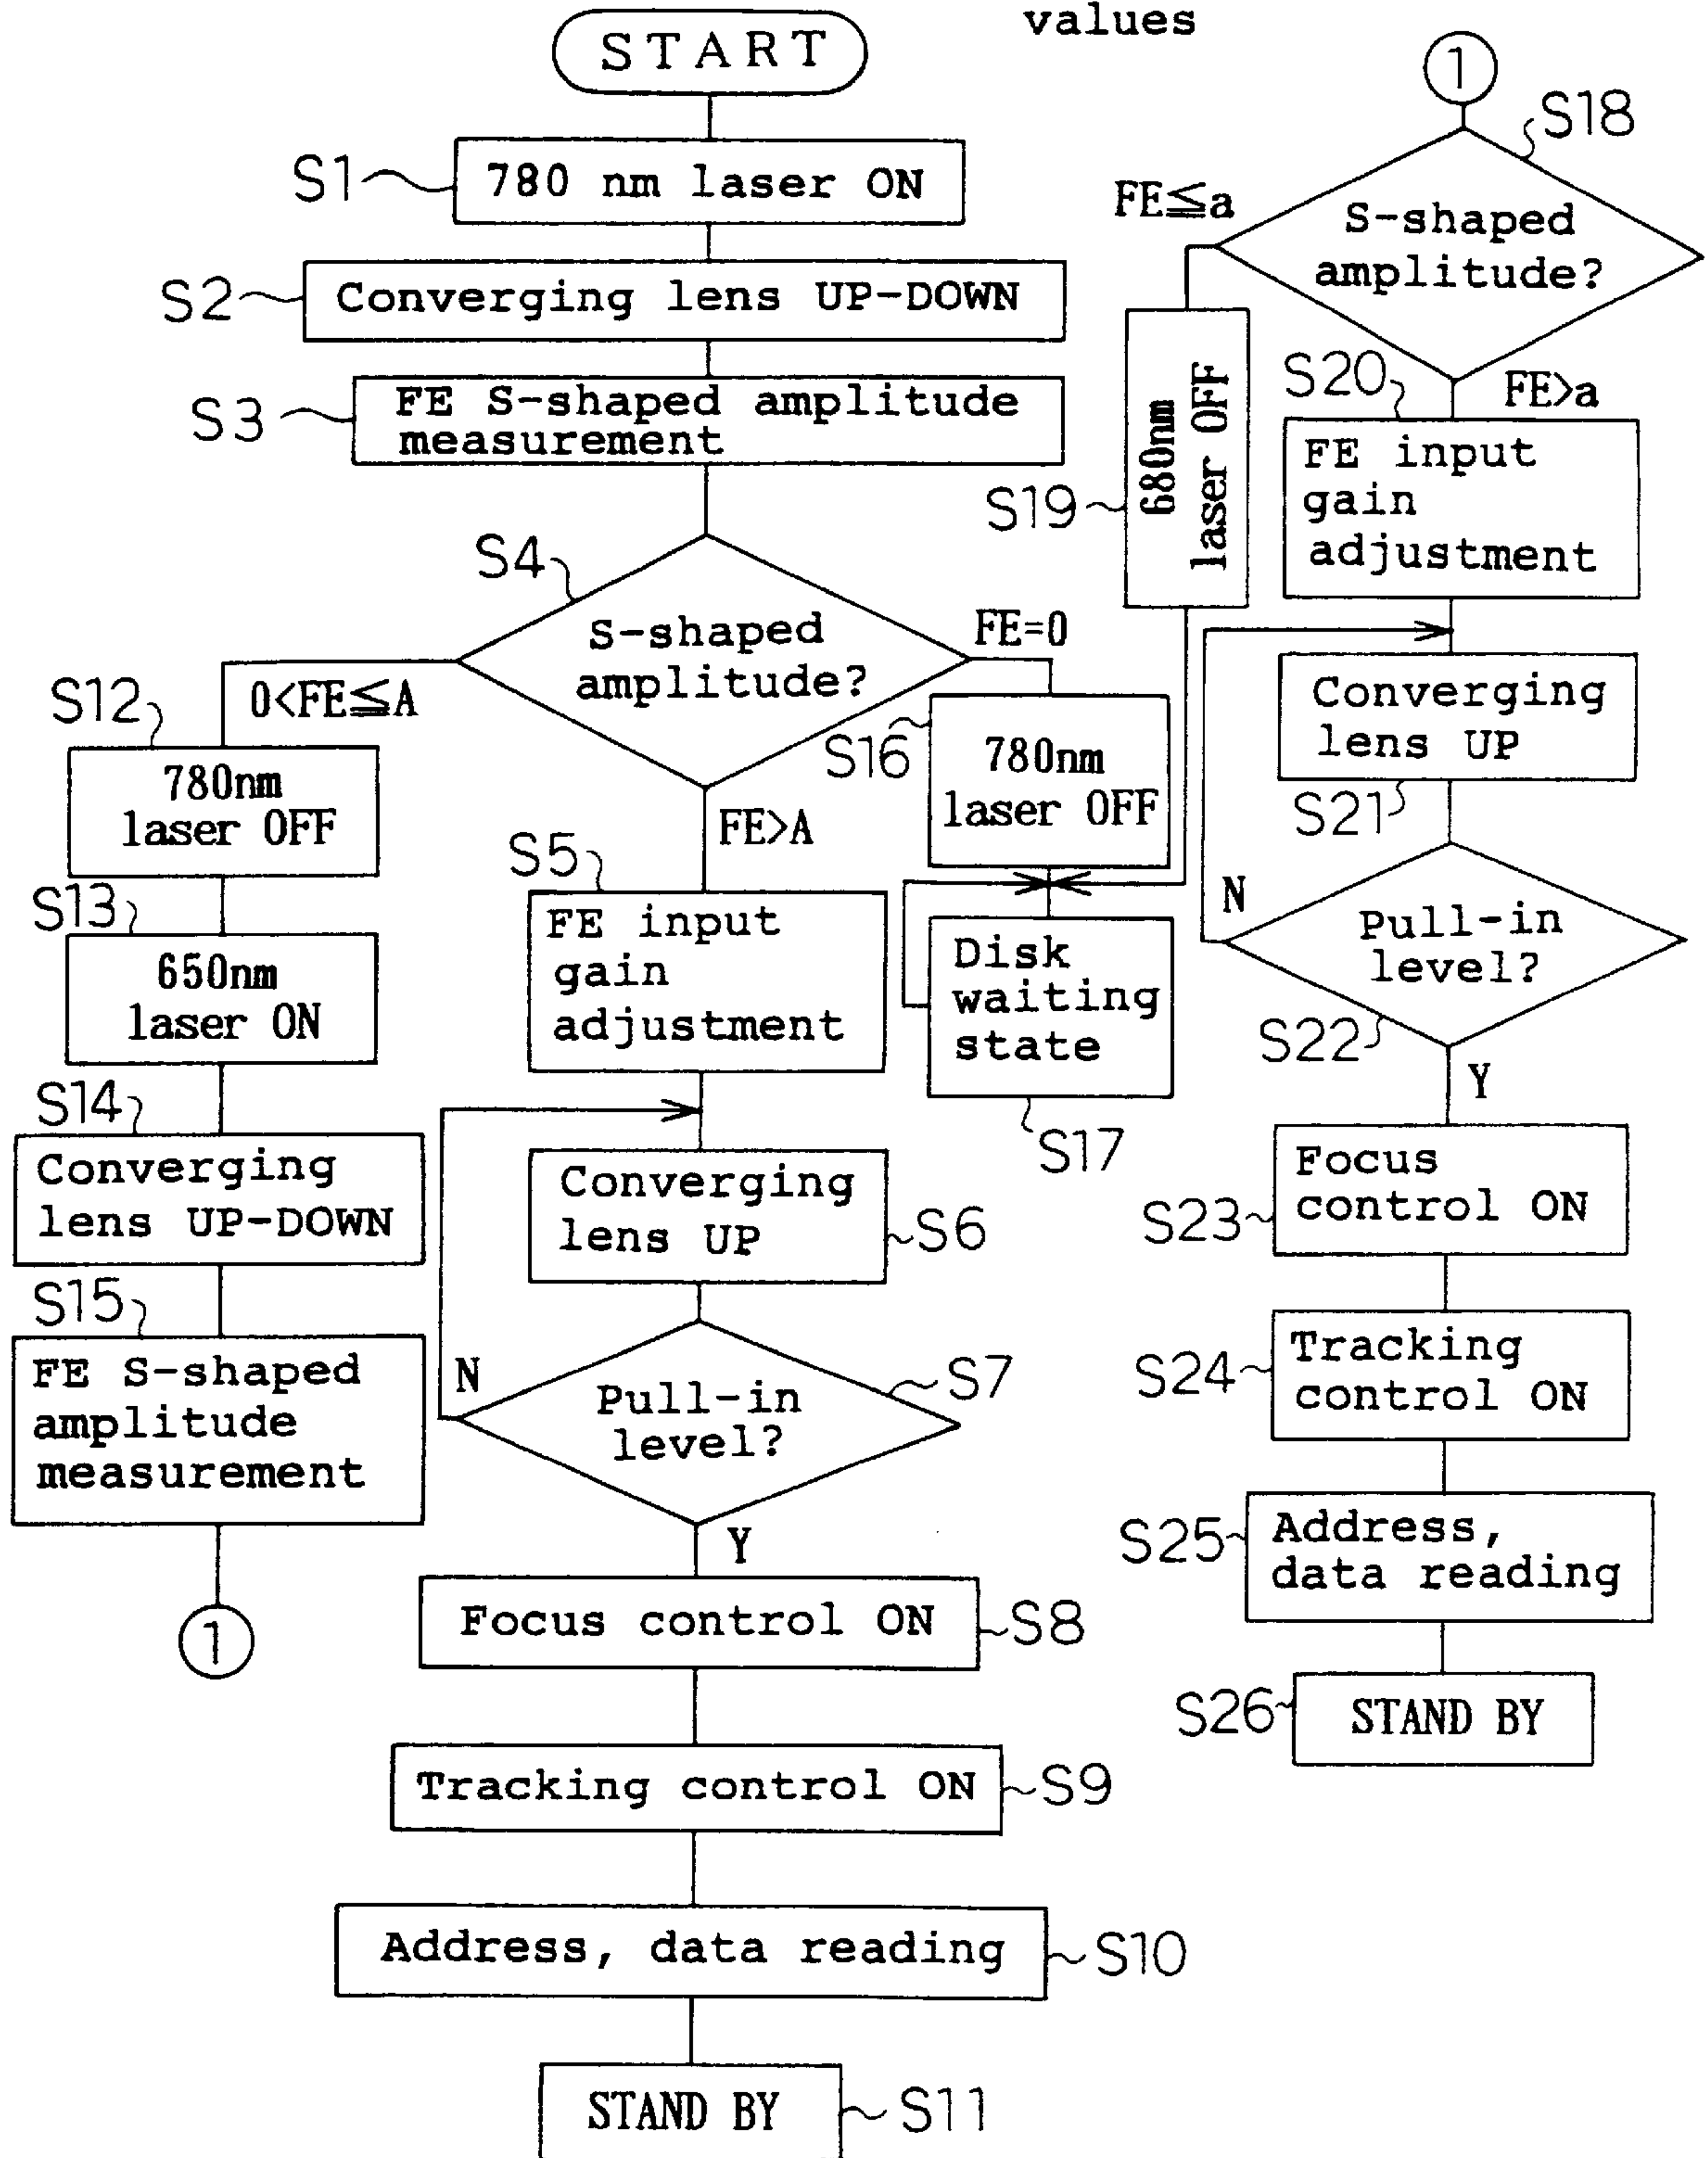 values
START
S1
780 nm laser ON
S2
Converging lens UP-DOWN
S3
FE S-shaped amplitude
measurement
S4
S-shaped
amplitude?
0<FE≦A
FE=0
FE>A
S5
FE input
gain
adjustment
Converging
lens UP
S6
N
Pull-in
level?
S7
Y
Focus control ON
S8
Tracking control ON
S9
Address, data reading
S10
STAND BY
S11
S12
780nm
laser OFF
S13
650nm
laser ON
S14
Converging
lens UP-DOWN
S15
FE S-shaped
amplitude
measurement
1
S16
780nm
laser OFF
Disk
waiting
state
S17
1
S18
S-shaped
amplitude?
FE≦a
FE>a
S19
680nm
laser OFF
S20
FE input
gain
adjustment
Converging
lens UP
S21
N
Pull-in
level?
S22
Y
Focus
control ON
S23
Tracking
control ON
S24
Address,
data reading
S25
STAND BY
S26